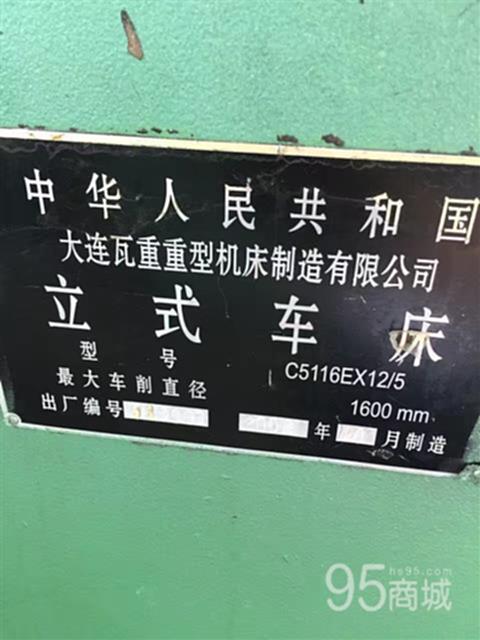 中华人民共和国
大连瓦重重型机床制造有限公司
立式车床
型号 C5116EX12/5
最大车削直径 1600 mm
出厂编号 年 月制造
hs95.com
95商城